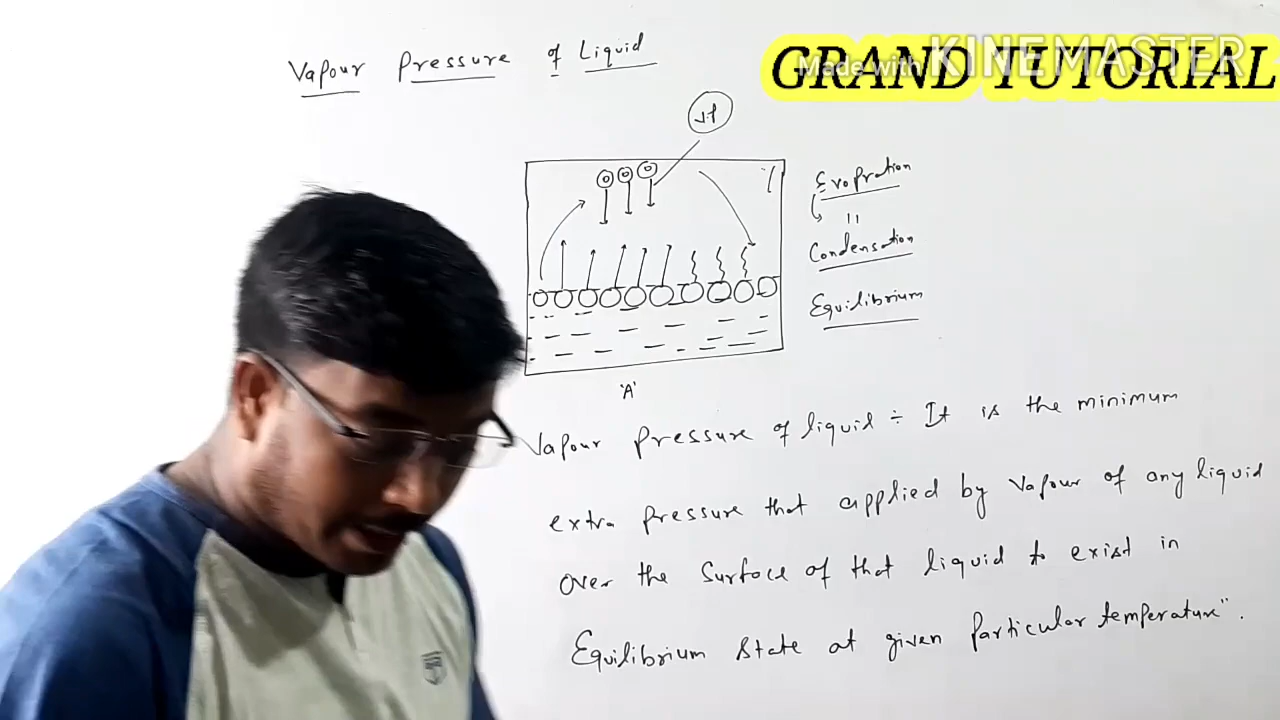 Vapour Pressure of Liquid
GRAND TUTORIAL
Made with KINEMASTER
V.P
Evopration
=
Condensation
Equilibrium
'A'
Vapour Pressure of liquid ÷ It is the minimum
extra pressure that applied by Vapour of any liquid
over the surface of that liquid to exist in
Equilibrium State at given Particular temperature".